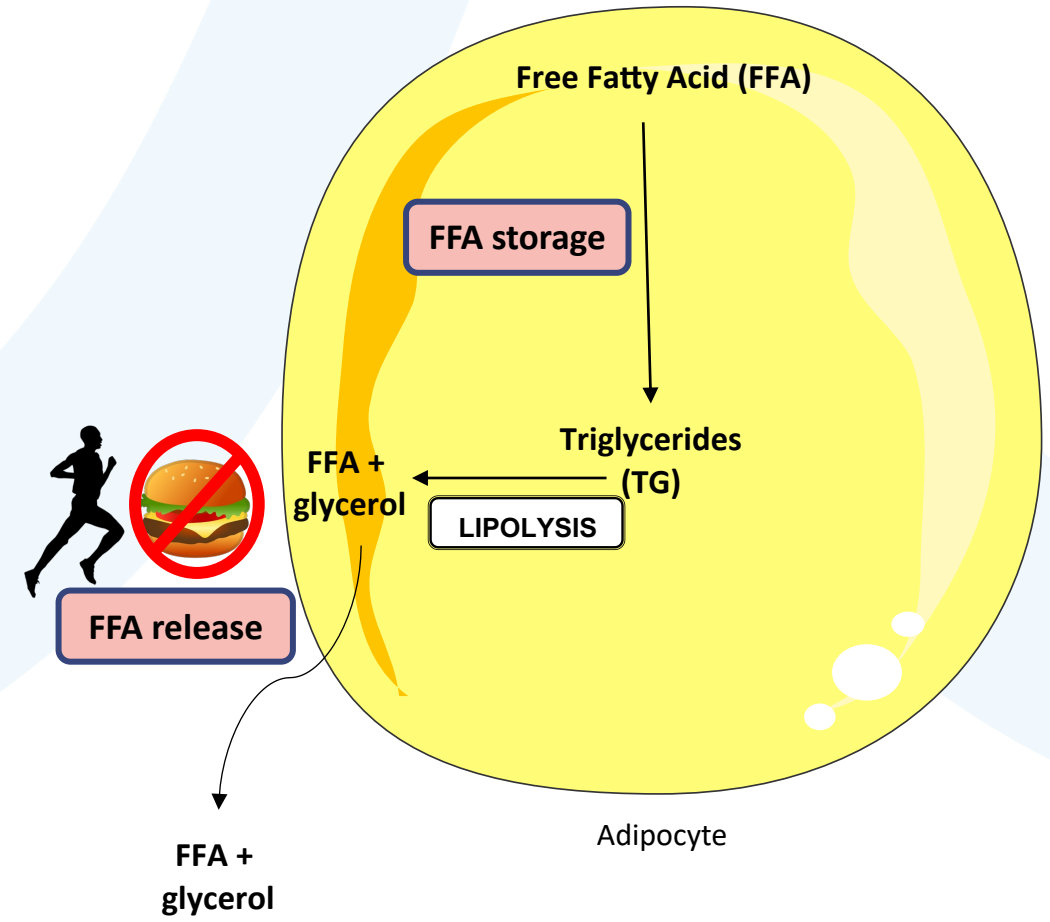 Free Fatty Acid (FFA)
FFA storage
Triglycerides
(TG)
FFA +
glycerol
LIPOLYSIS
FFA release
Adipocyte
FFA +
glycerol